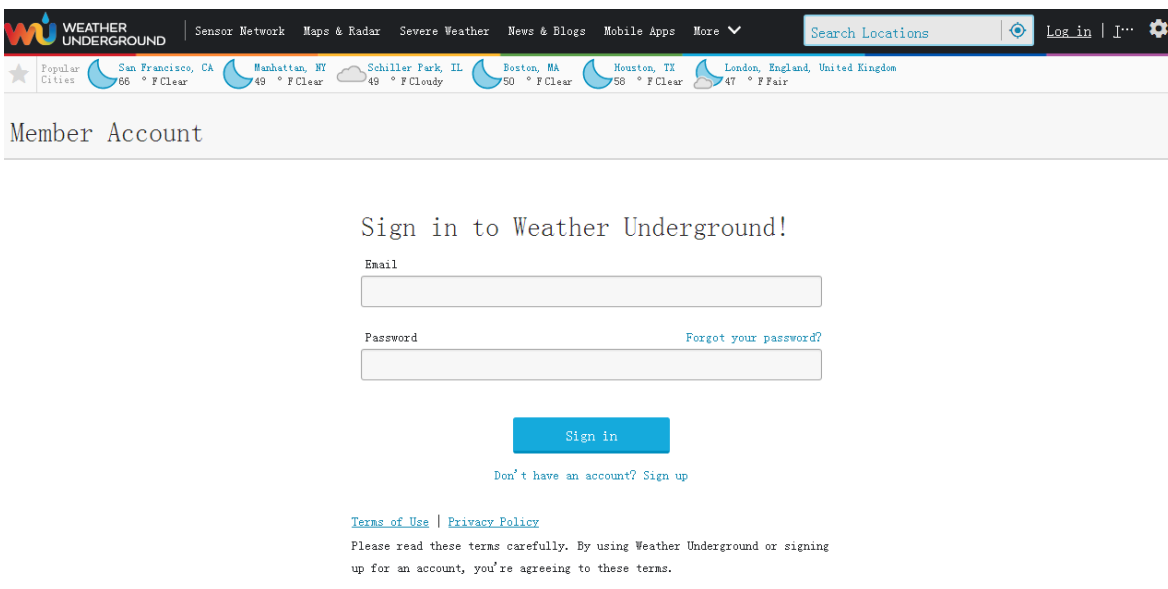 WEATHER
UNDERGROUND
Sensor Network Maps & Radar Severe Weather News & Blogs Mobile Apps More Search Locations Log in | J…
Popular
Cities
San Francisco, CA
66 ° F Clear
Manhattan, NY
49 ° F Clear
Schiller Park, IL
49 ° F Cloudy
Boston, MA
50 ° F Clear
Houston, TX
58 ° F Clear
London, England, United Kingdom
47 ° F Fair
Member Account
Sign in to Weather Underground!
Email
Password Forgot your password?
Sign in
Don't have an account? Sign up
Terms of Use | Privacy Policy
Please read these terms carefully. By using Weather Underground or signing
up for an account, you're agreeing to these terms.